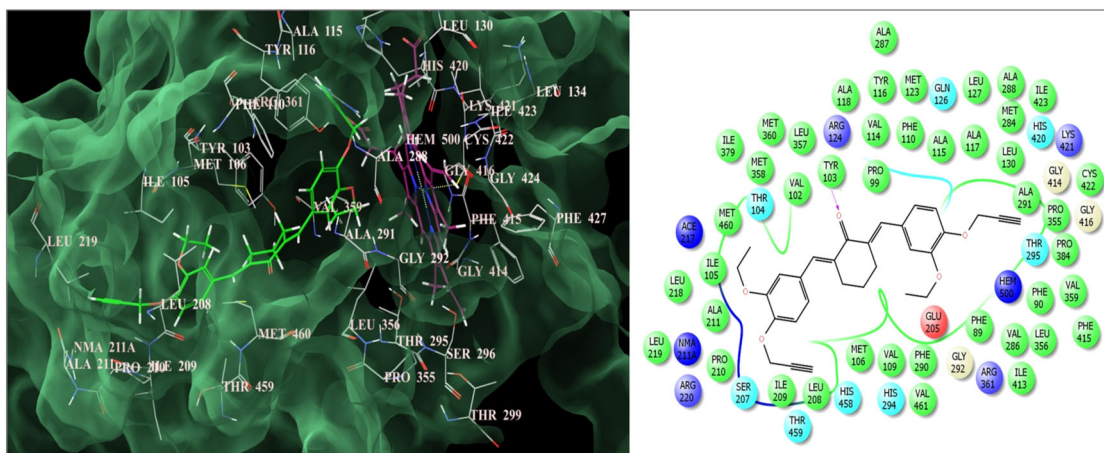 LEU 130
ALA 115
TYR 116
HIS 420
LEU 134
LYS 421
ILE 423
PHE 110
HEM 500
CYS 422
TYR 103
MET 106
ALA 288
GLY 416
GLY 424
ILE 105
VAL 359
PHE 415
PHE 427
LEU 219
ALA 291
GLY 292
GLY 414
LEU 208
MET 460
LEU 356
THR 295
SER 296
NMA 211A
ALA 211
PRO 210
ILE 209
PRO 355
THR 459
THR 299
ALA 287
ALA 118
TYR 116
MET 123
GLN 126
LEU 127
ALA 288
ILE 423
MET 284
ILE 379
MET 360
LEU 357
ARG 124
VAL 114
PHE 110
ALA 115
ALA 117
HIS 420
LYS 421
LEU 130
MET 358
TYR 103
PRO 99
GLY 414
CYS 422
THR 104
VAL 102
ALA 291
PRO 355
GLY 416
MET 460
ACE 217
THR 295
PRO 384
ILE 105
O
O
O
O
O
HEM 500
LEU 218
PHE 90
VAL 359
ALA 211
GLU 205
PHE 89
VAL 286
LEU 356
PHE 415
LEU 219
NMA 211A
PRO 210
MET 106
VAL 109
PHE 290
GLY 292
ARG 361
ILE 413
ARG 220
SER 207
ILE 209
LEU 208
HIS 458
HIS 294
VAL 461
THR 459